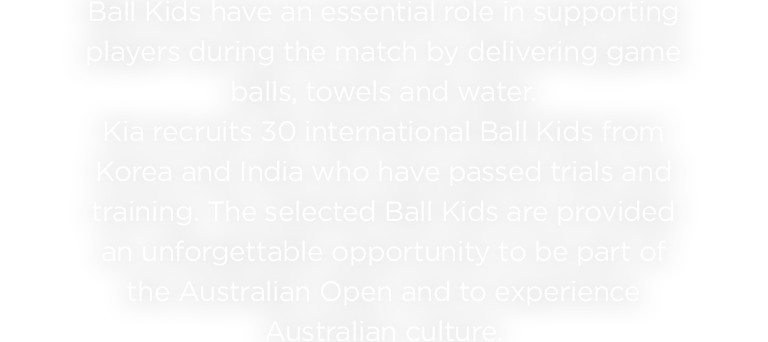 Ball Kids have an essential role in supporting
players during the match by delivering game
balls, towels and water.
Kia recruits 30 international Ball Kids from
Korea and India who have passed trials and
training. The selected Ball Kids are provided
an unforgettable opportunity to be part of
the Australian Open and to experience
Australian culture.